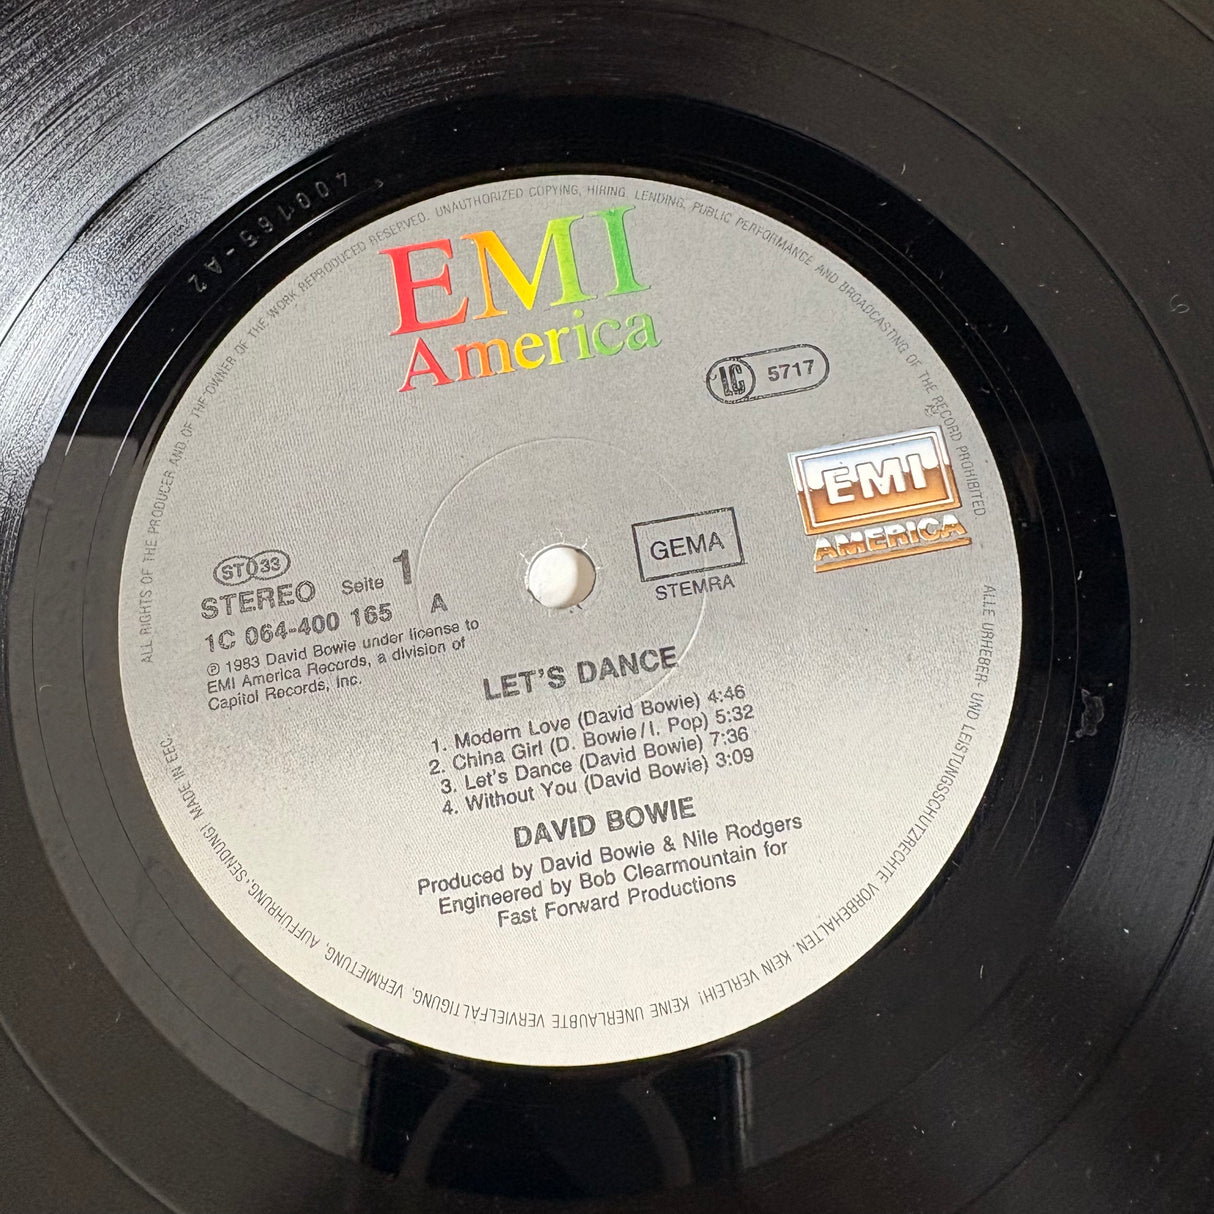 400165-A2
ALL RIGHTS OF THE PRODUCER AND OF THE OWNER OF THE WORK REPRODUCED RESERVED. UNAUTHORIZED COPYING, HIRING, LENDING, PUBLIC PERFORMANCE AND BROADCASTING OF THE RECORD PROHIBITED
EMI
America
LC 5717
EMI
AMERICA
ST 33
STEREO Seite 1
1C 064-400 165 A
℗ 1983 David Bowie under license to
EMI America Records, a division of
Capitol Records, Inc.
GEMA
STEMRA
LET'S DANCE
1. Modern Love (David Bowie) 4:46
2. China Girl (D. Bowie/I. Pop) 5:32
3. Let's Dance (David Bowie) 7:36
4. Without You (David Bowie) 3:09
DAVID BOWIE
Produced by David Bowie & Nile Rodgers
Engineered by Bob Clearmountain for
Fast Forward Productions
ALLE URHEBER- UND LEISTUNGSSCHUTZRECHTE VORBEHALTEN. KEIN VERLEIH! KEINE UNERLAUBTE VERVIELFALTIGUNG, VERMIETUNG, AUFFUHRUNG, SENDUNG! MADE IN EEC